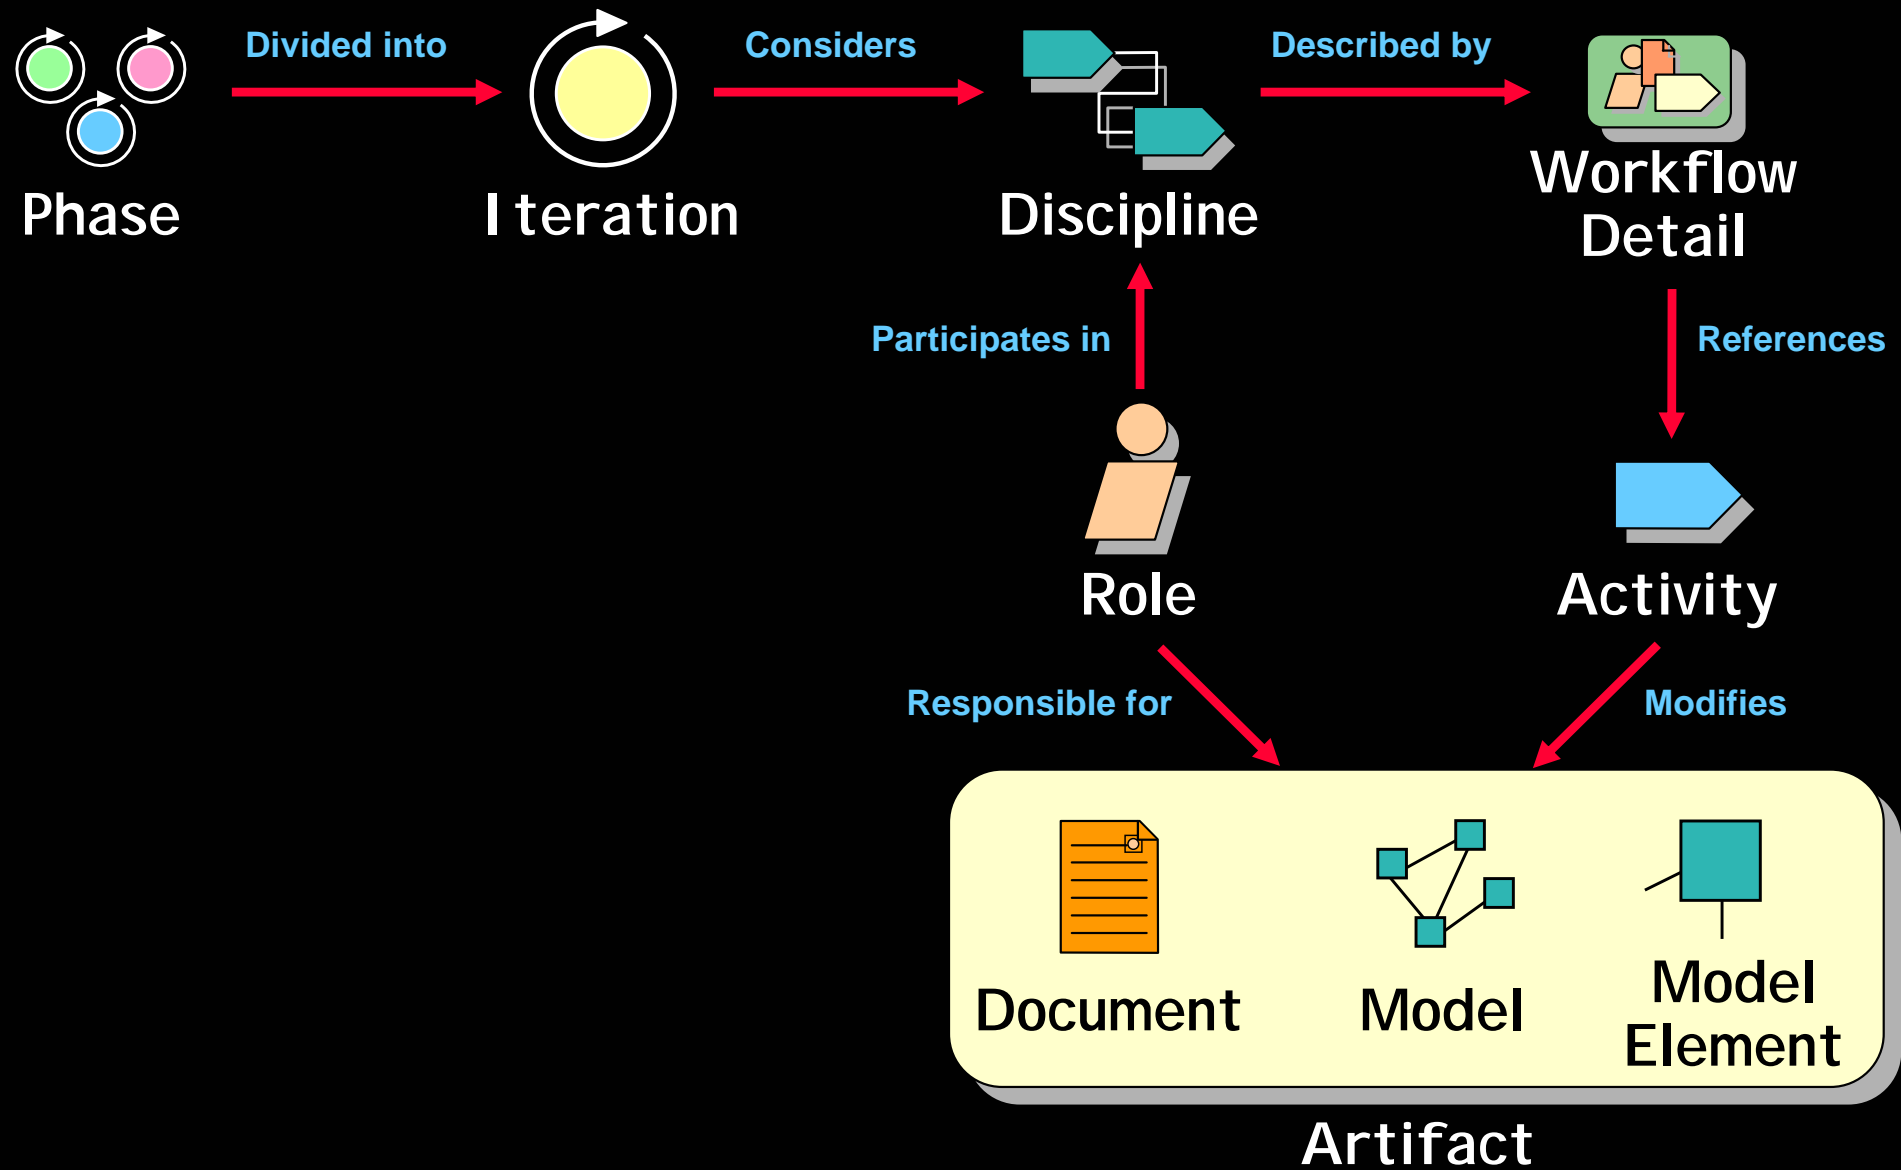 Divided into
Considers
Described by
Phase
Iteration
Discipline
Workflow
Detail
Participates in
References
Role
Activity
Responsible for
Modifies
Document
Model
Model
Element
Artifact